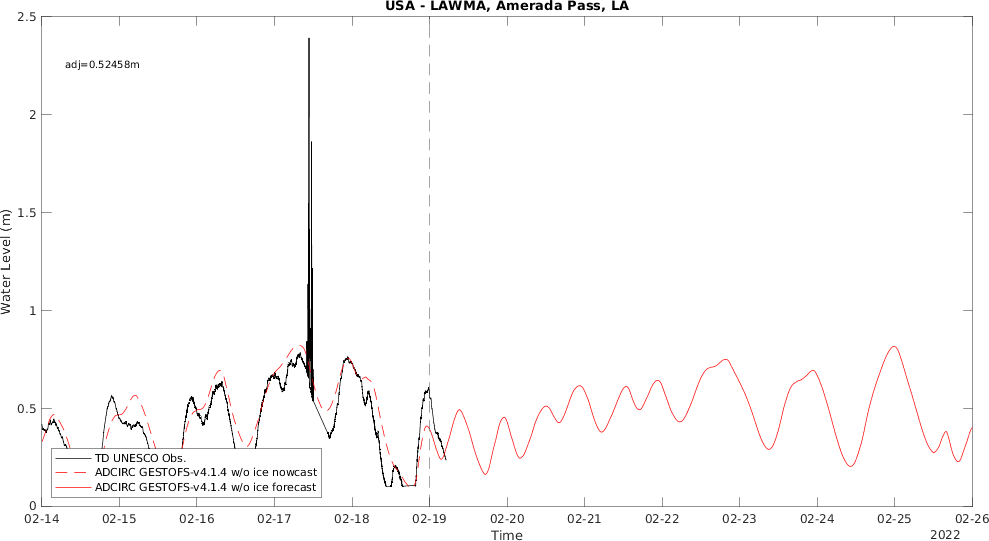 USA - LAWMA, Amerada Pass, LA
2.5
adj=0.52458m
2
1.5
Water Level (m)
1
0.5
TD UNESCO Obs.
ADCIRC GESTOFS-v4.1.4 w/o ice nowcast
ADCIRC GESTOFS-v4.1.4 w/o ice forecast
0
02-14 02-15 02-16 02-17 02-18 02-19 02-20 02-21 02-22 02-23 02-24 02-25 02-26
Time
2022